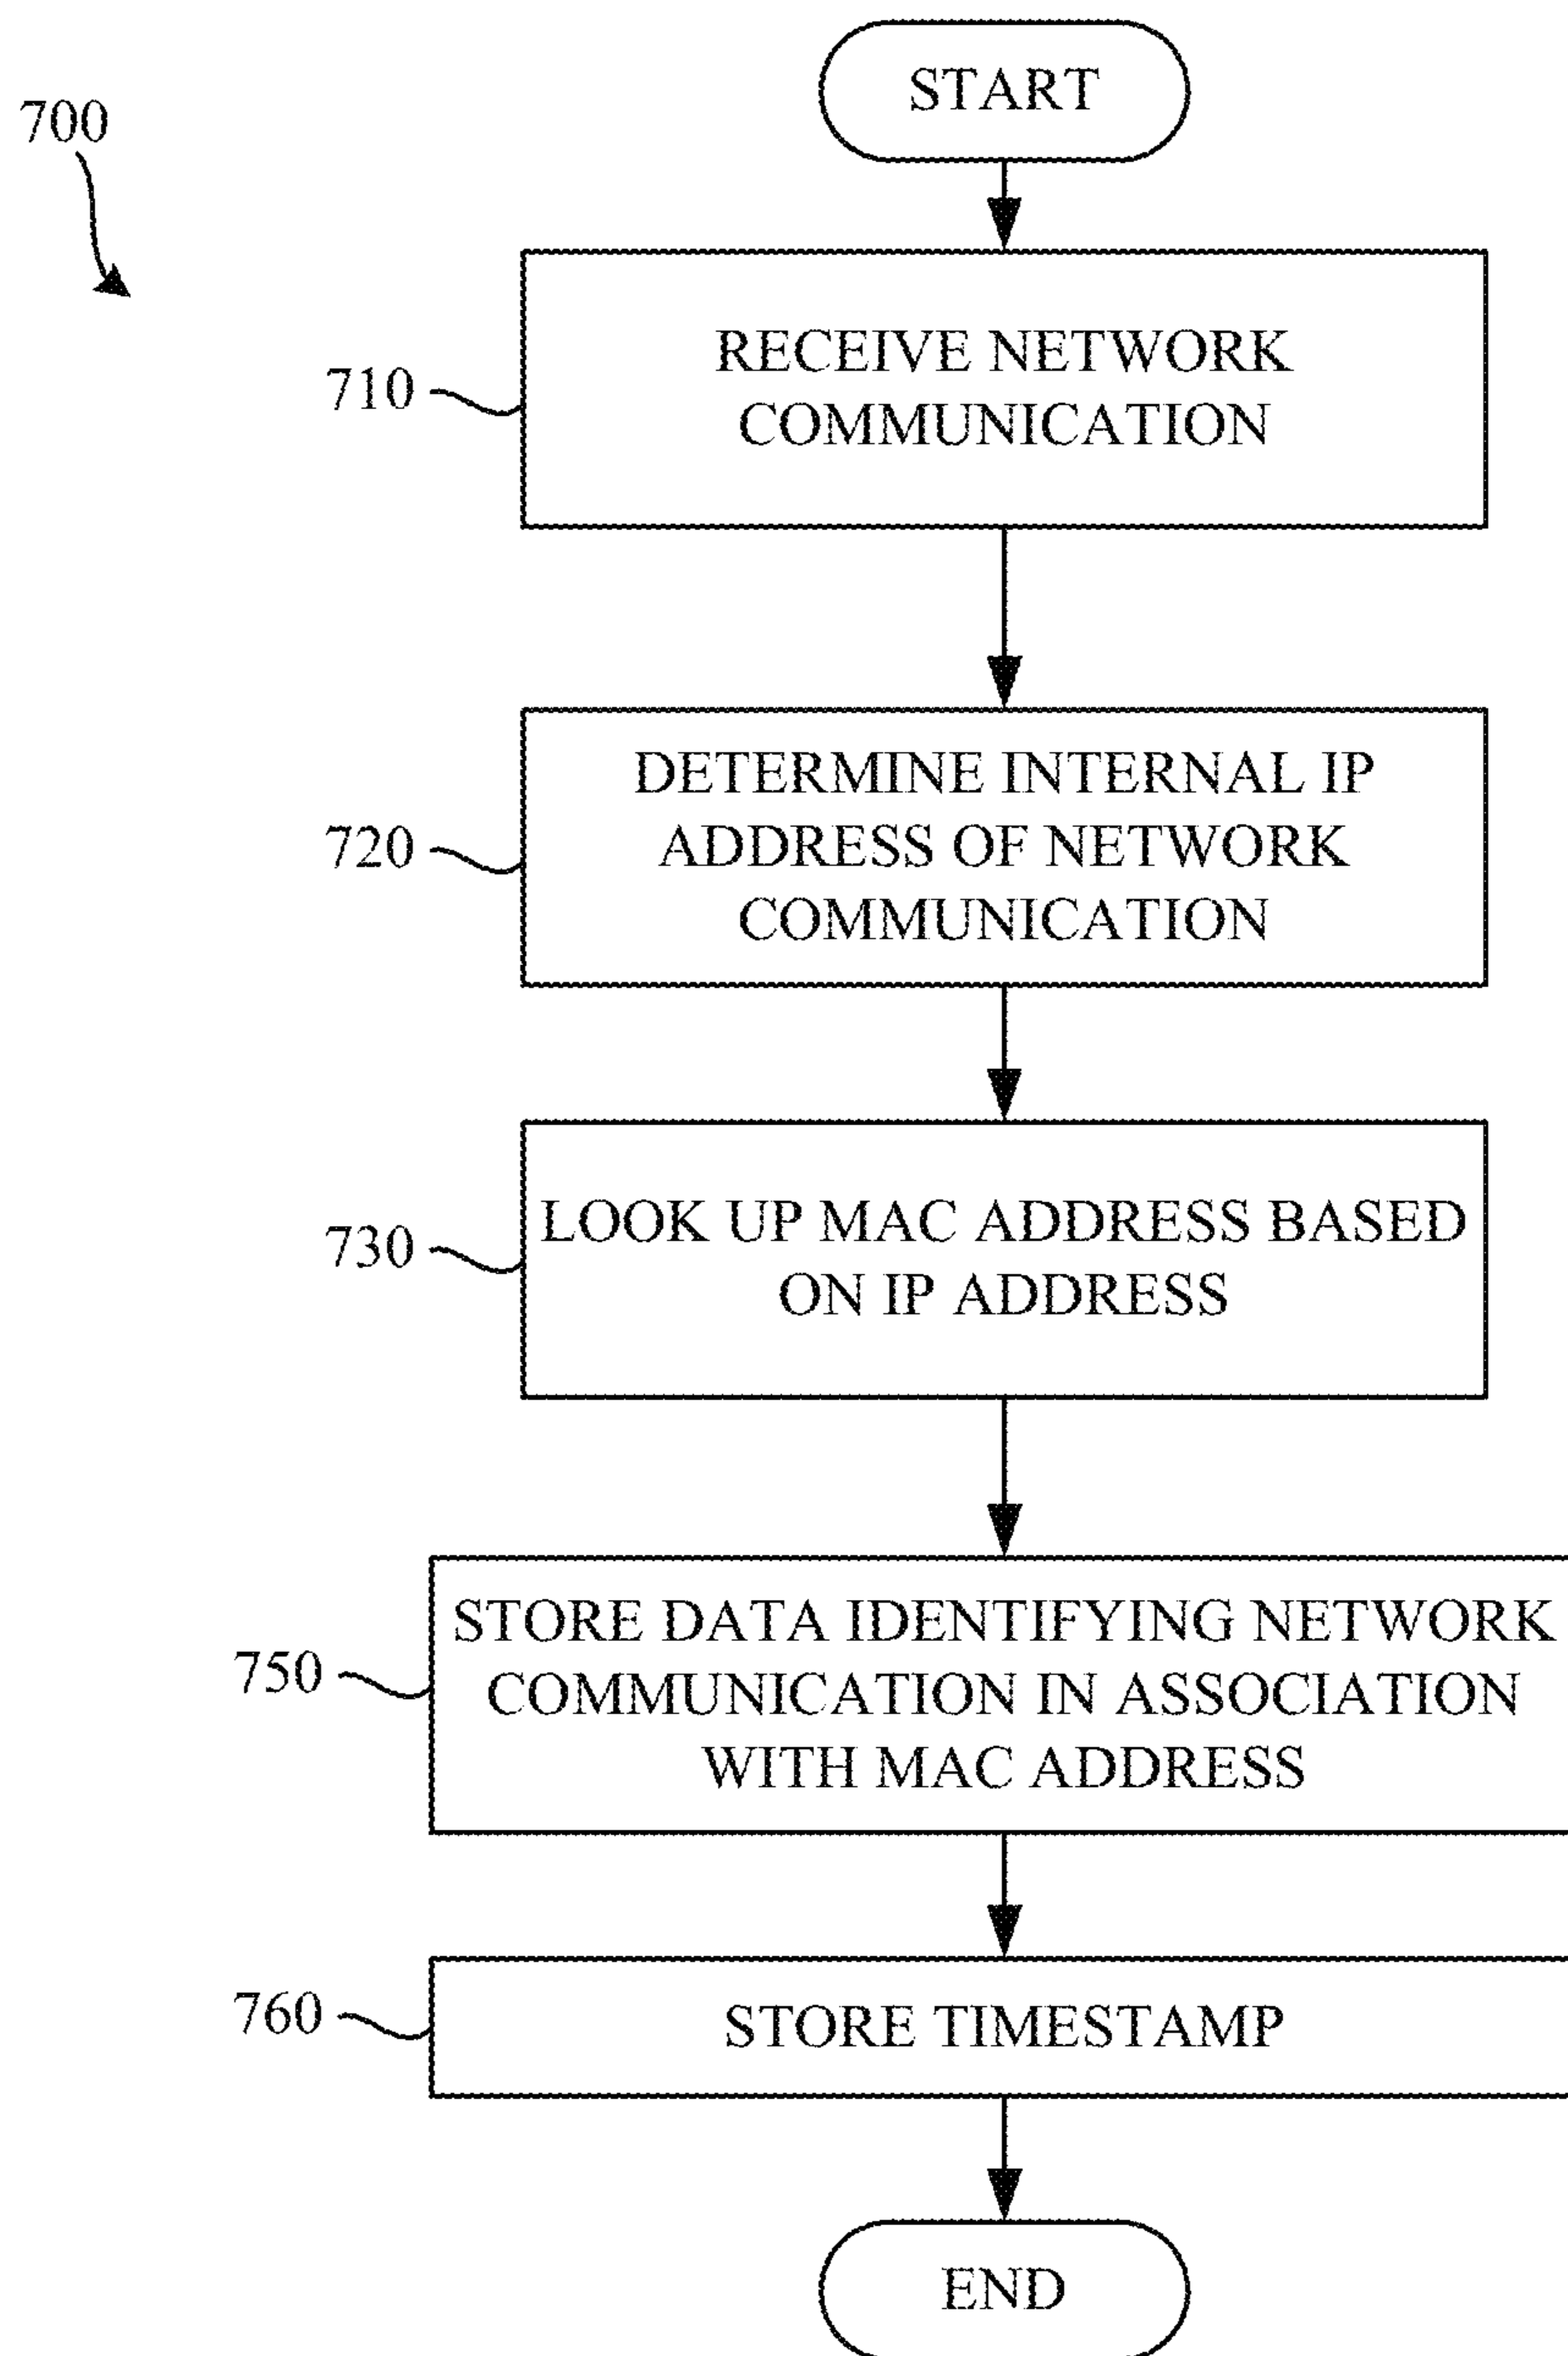 START
700
RECEIVE NETWORK
COMMUNICATION
710
DETERMINE INTERNAL IP
ADDRESS OF NETWORK
COMMUNICATION
720
LOOK UP MAC ADDRESS BASED
ON IP ADDRESS
730
STORE DATA IDENTIFYING NETWORK
COMMUNICATION IN ASSOCIATION
WITH MAC ADDRESS
750
STORE TIMESTAMP
760
END